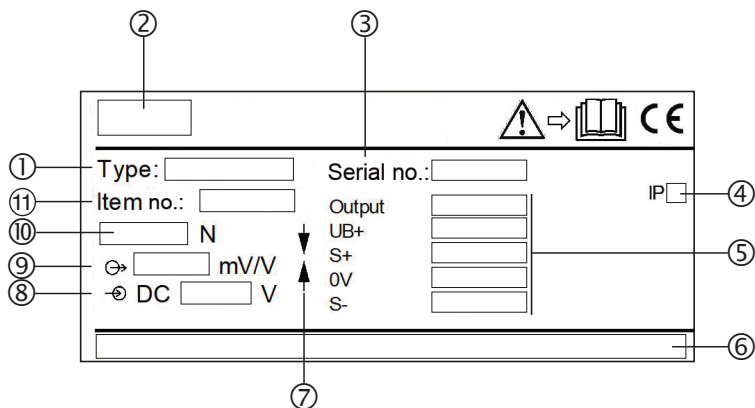 ② ③
CE
① Type: Serial no.:
IP ④
⑪ Item no.:
Output
⑩ N UB+
S+ ⑤
⑨ mV/V 0V
⑧ DC V S-
⑥
⑦